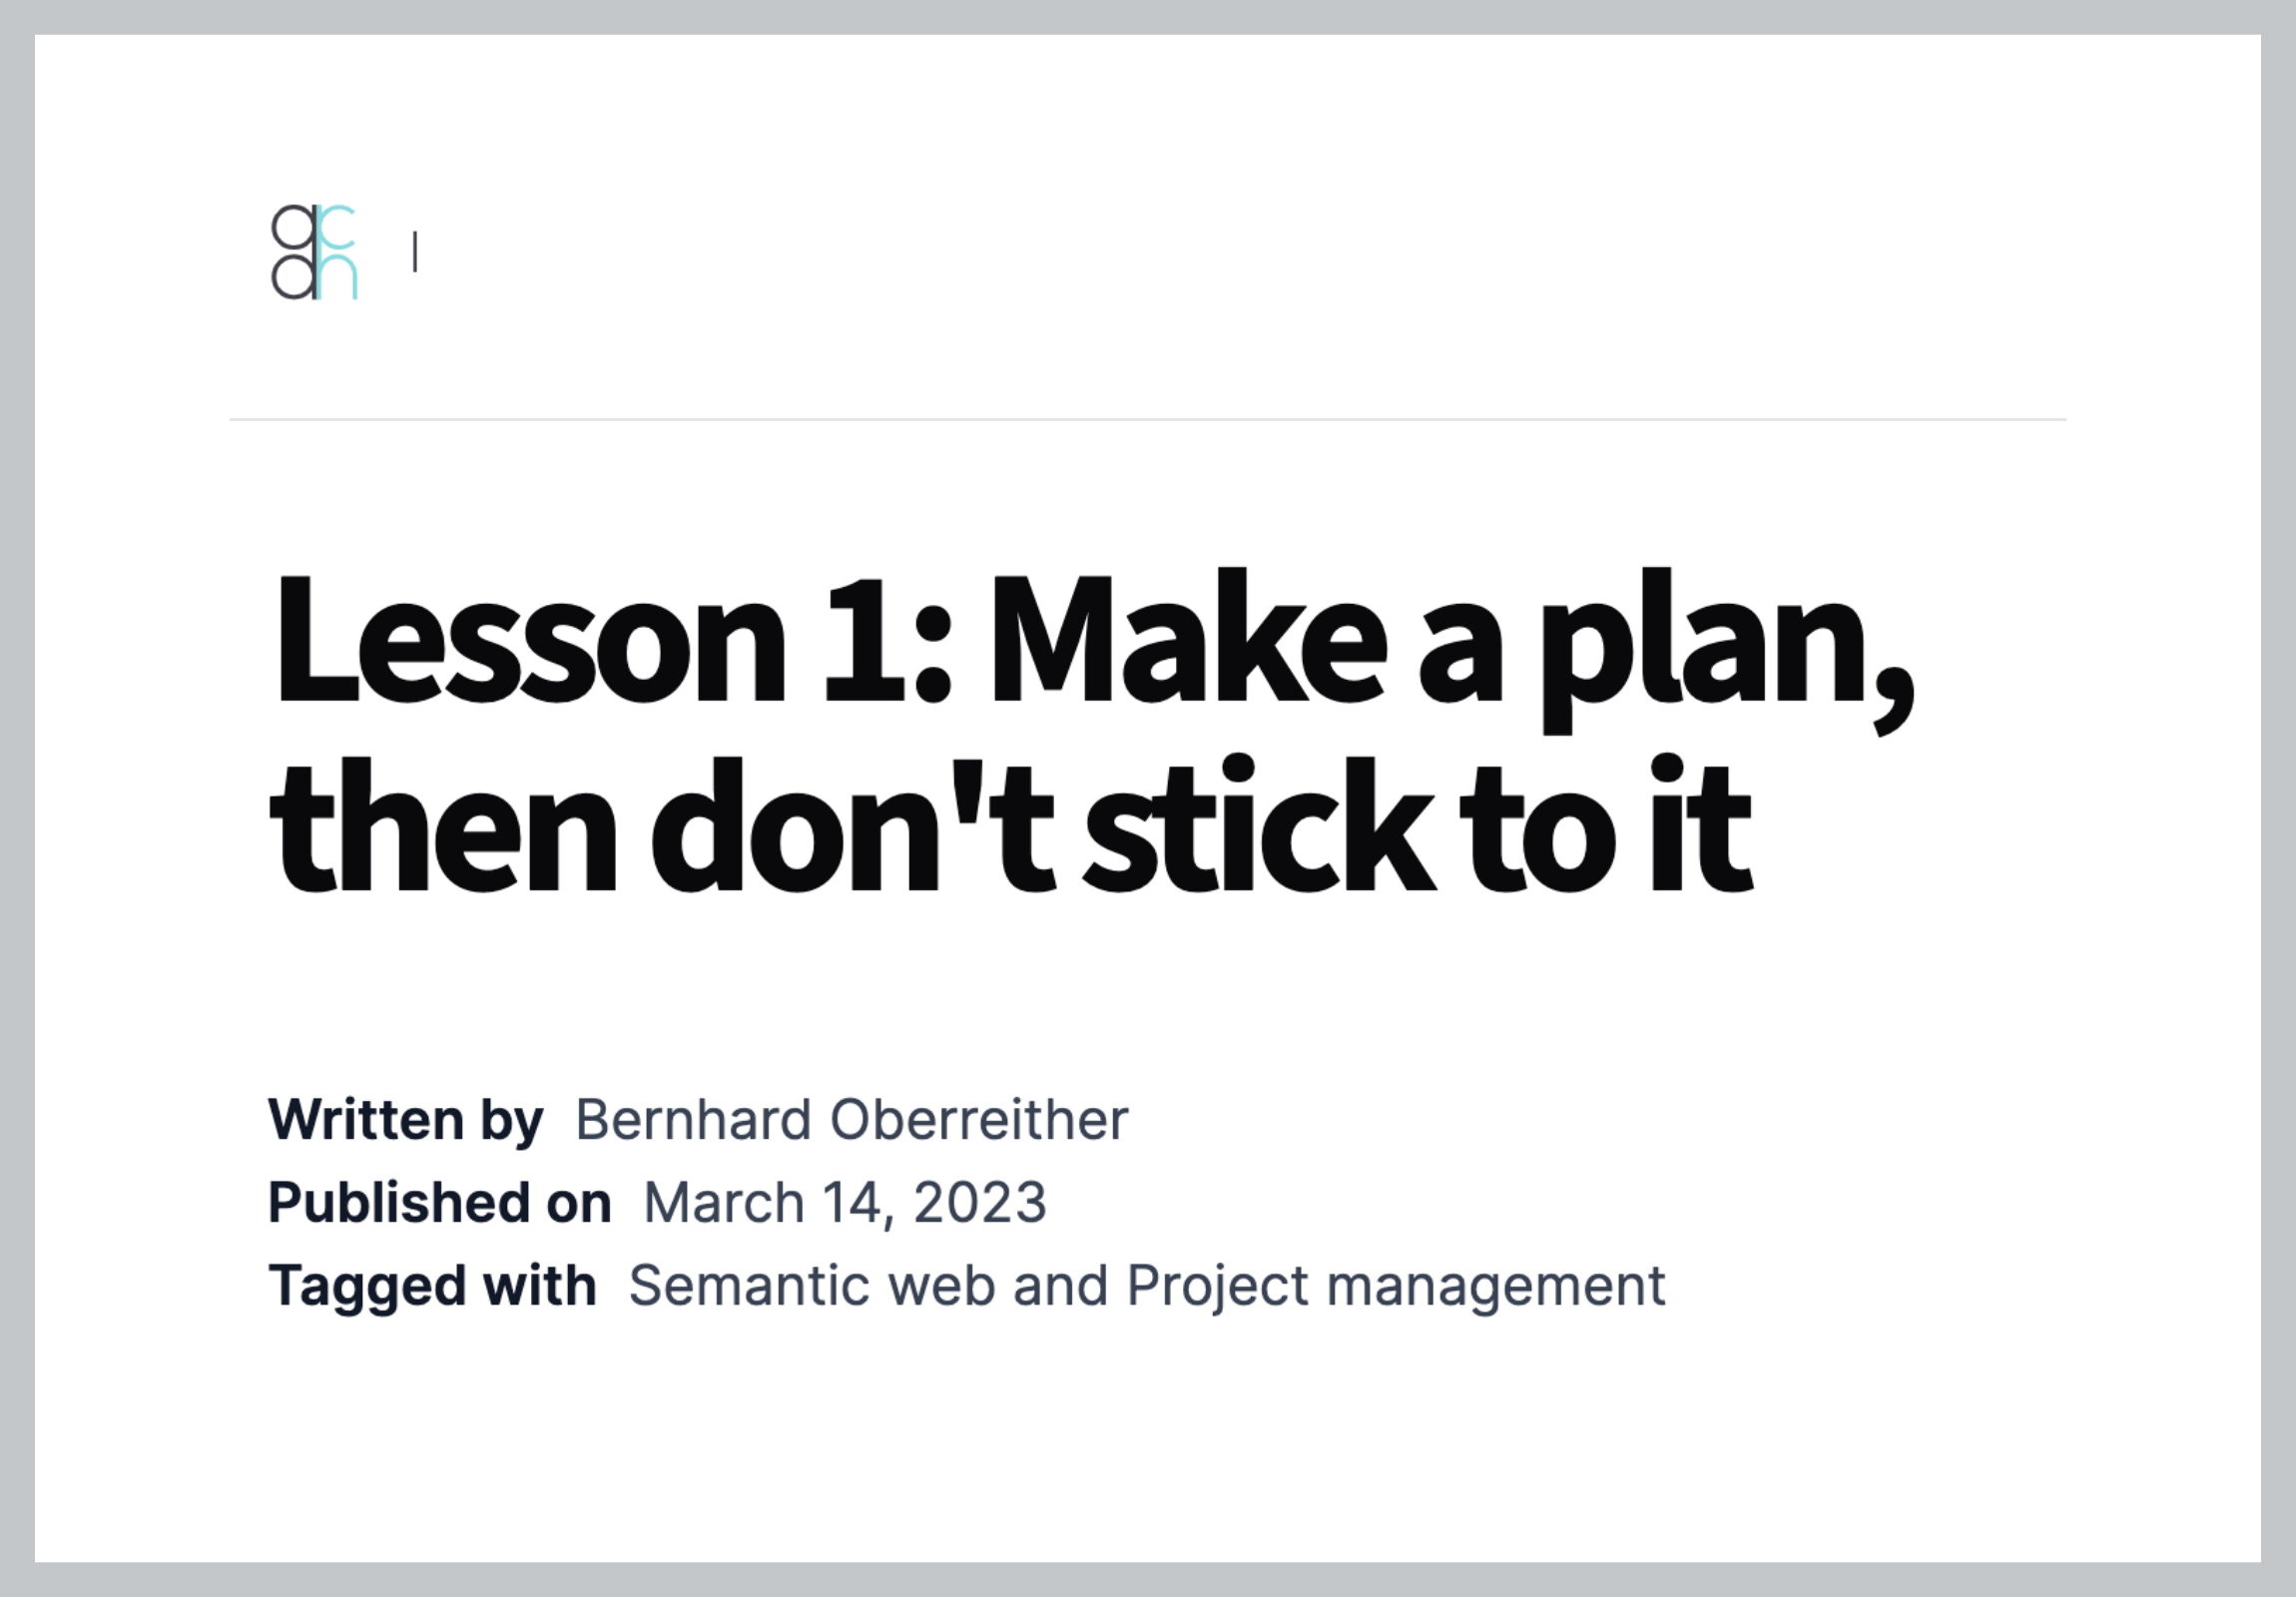 ac
dh
|
Lesson 1: Make a plan,
then don't stick to it
Written by Bernhard Oberreither
Published on March 14, 2023
Tagged with Semantic web and Project management